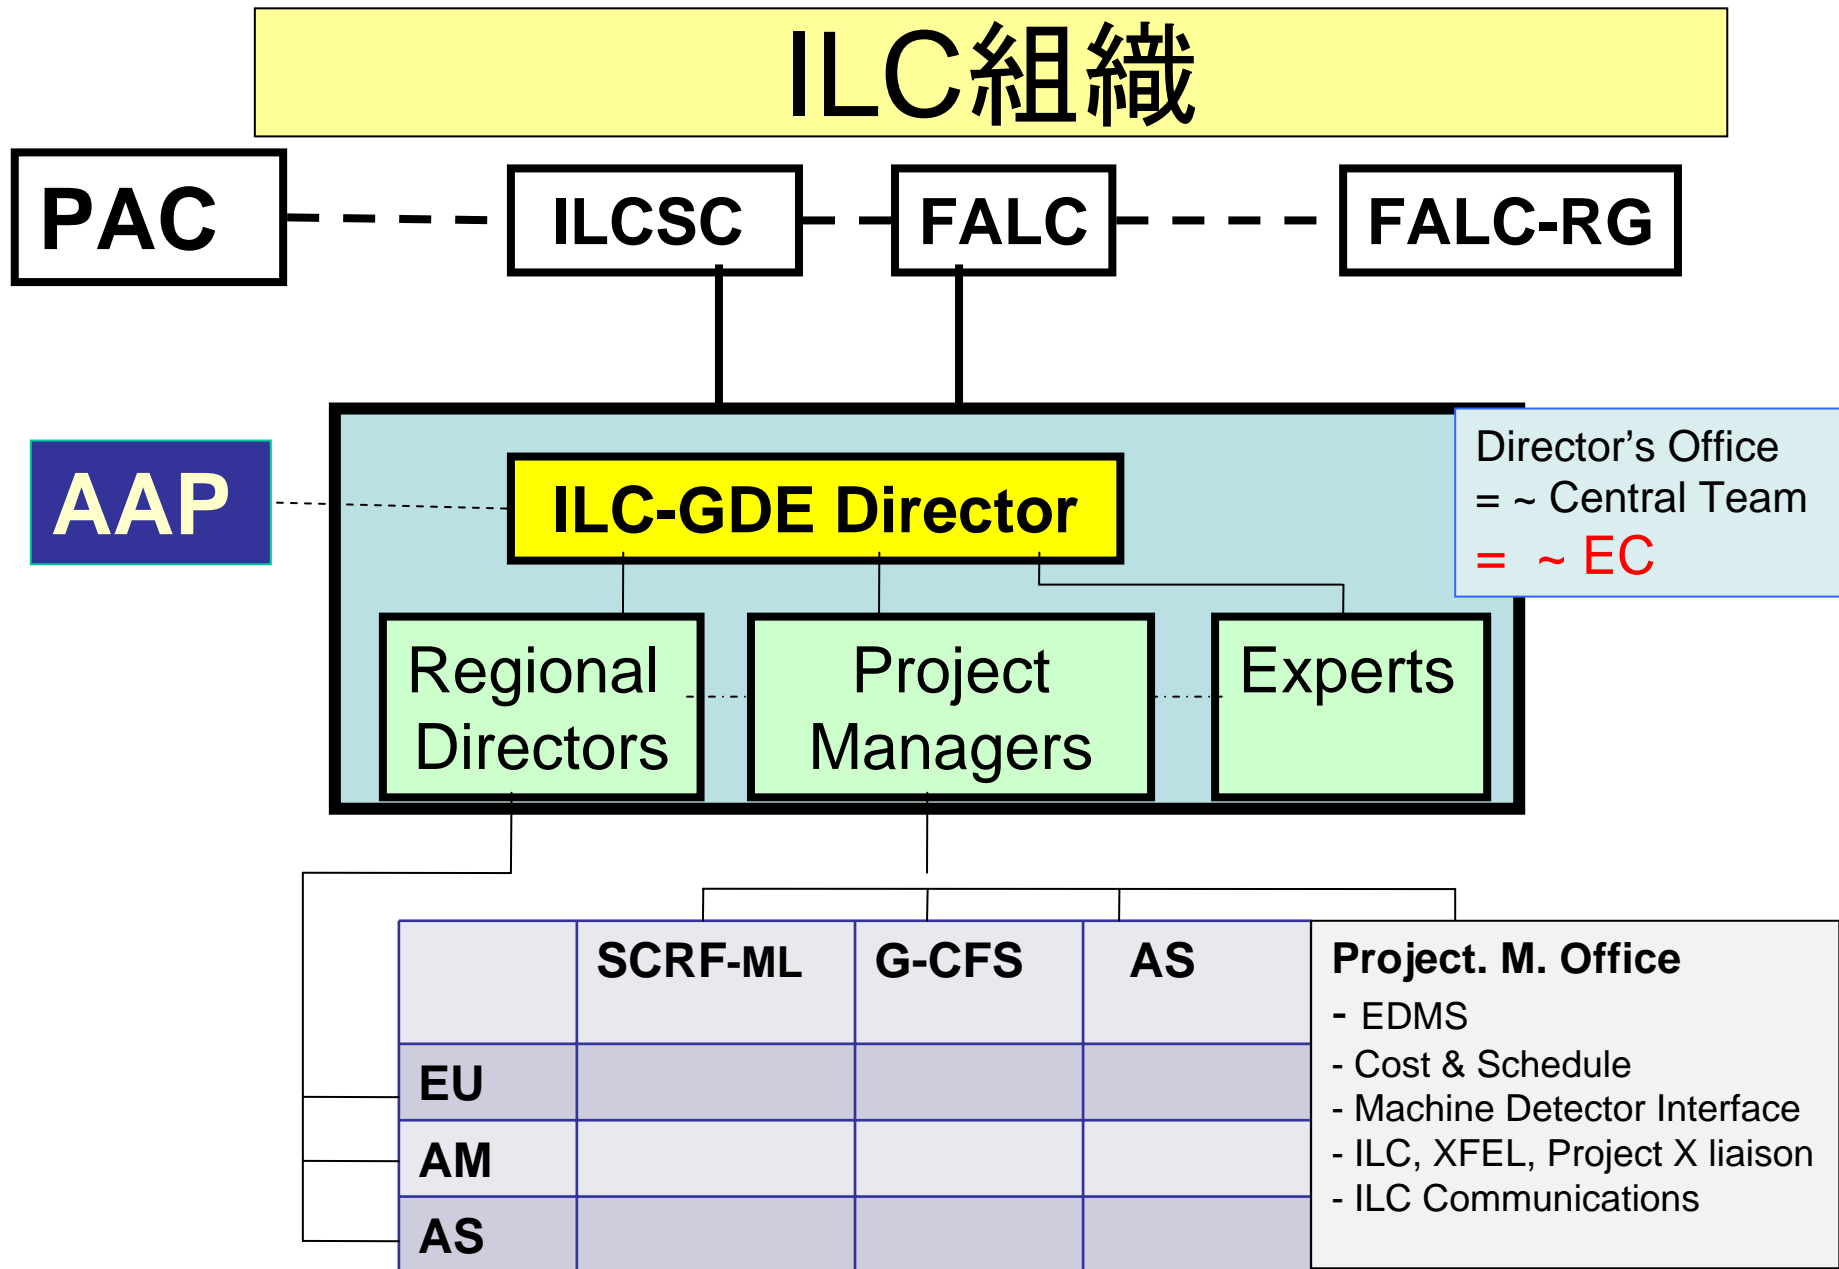 ILC組織
PAC
ILCSC
FALC
FALC-RG
AAP
ILC-GDE Director
Director’s Office
= ~ Central Team
= ~ EC
Regional
Directors
Project
Managers
Experts
SCRF-ML
G-CFS
AS
EU
AM
AS
Project. M. Office
- EDMS
- Cost & Schedule
- Machine Detector Interface
- ILC, XFEL, Project X liaison
- ILC Communications